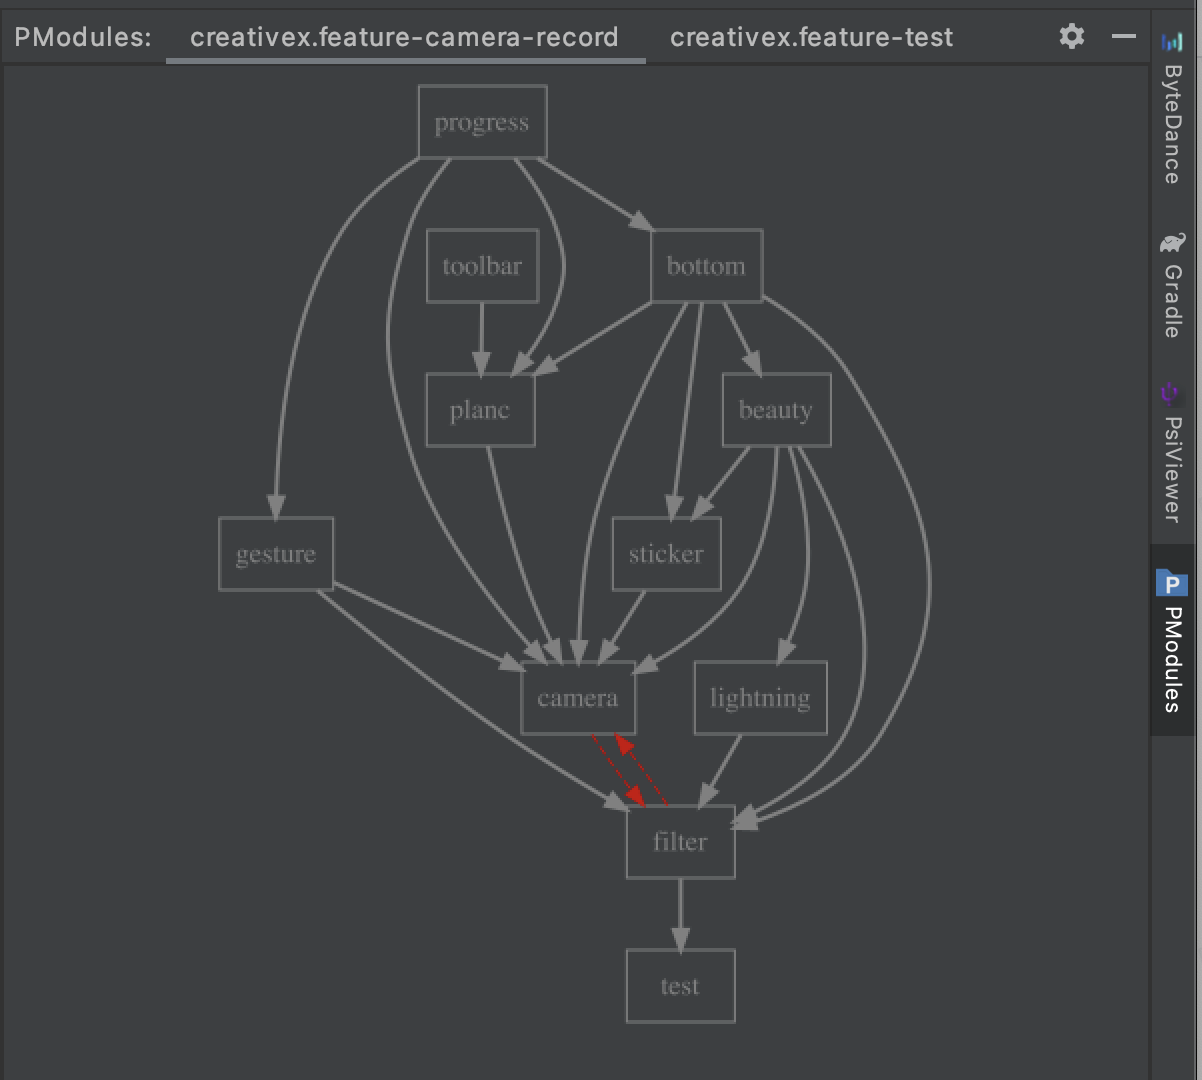 PModules: creativex.feature-camera-record creativex.feature-test
progress
toolbar bottom
planc beauty
gesture sticker
camera lightning
filter
test
ByteDance
Gradle
PsiViewer
P PModules